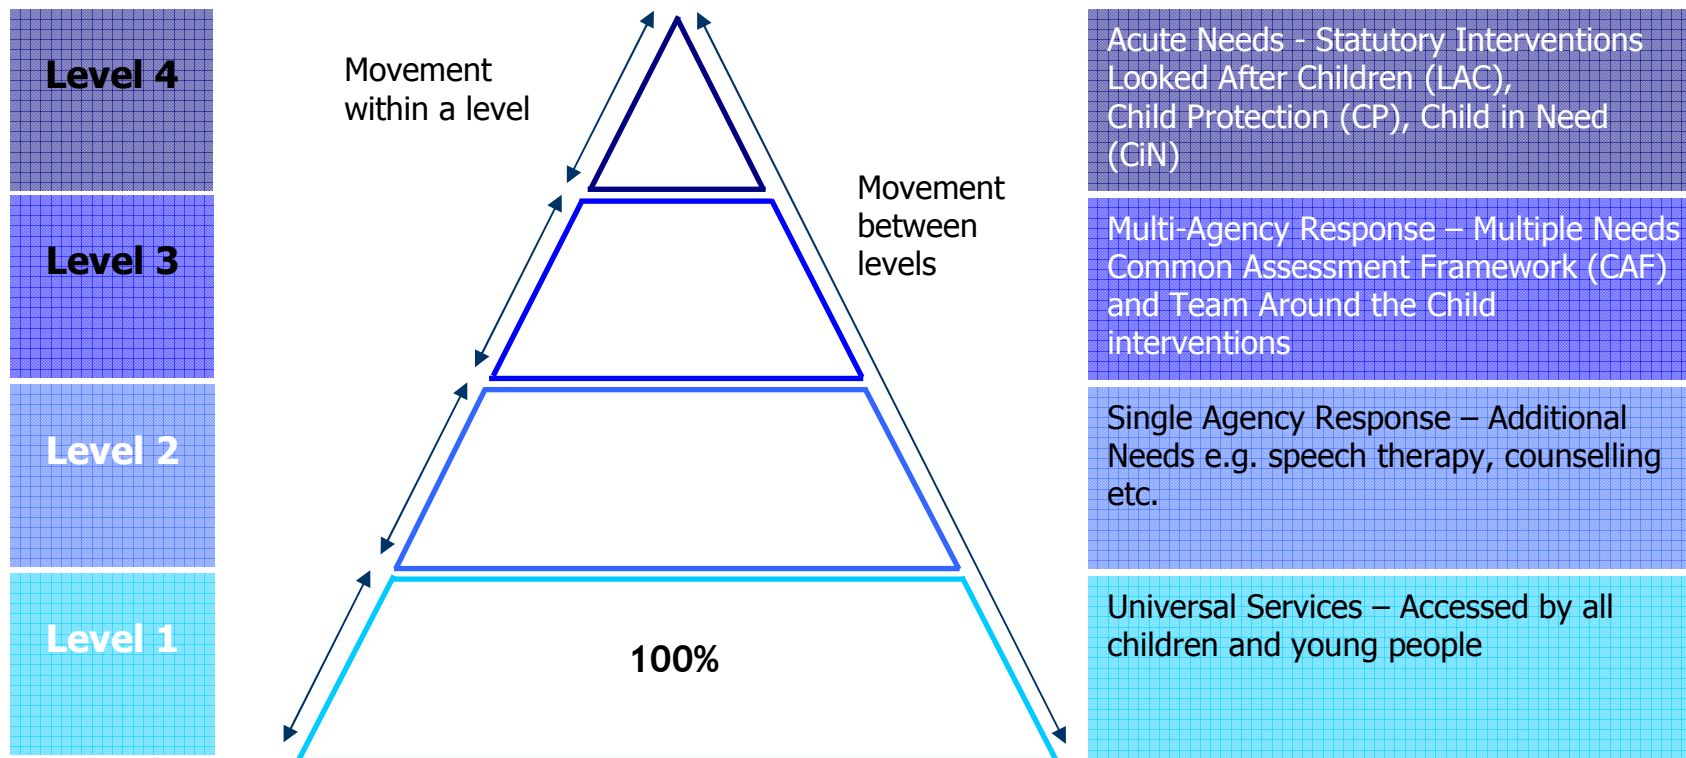 Level 4
Movement
within a level
Acute Needs - Statutory Interventions
Looked After Children (LAC),
Child Protection (CP), Child in Need
(CiN)
Movement
between
levels
Level 3
Multi-Agency Response – Multiple Needs
Common Assessment Framework (CAF)
and Team Around the Child
interventions
Level 2
Single Agency Response – Additional
Needs e.g. speech therapy, counselling
etc.
Level 1
100%
Universal Services – Accessed by all
children and young people